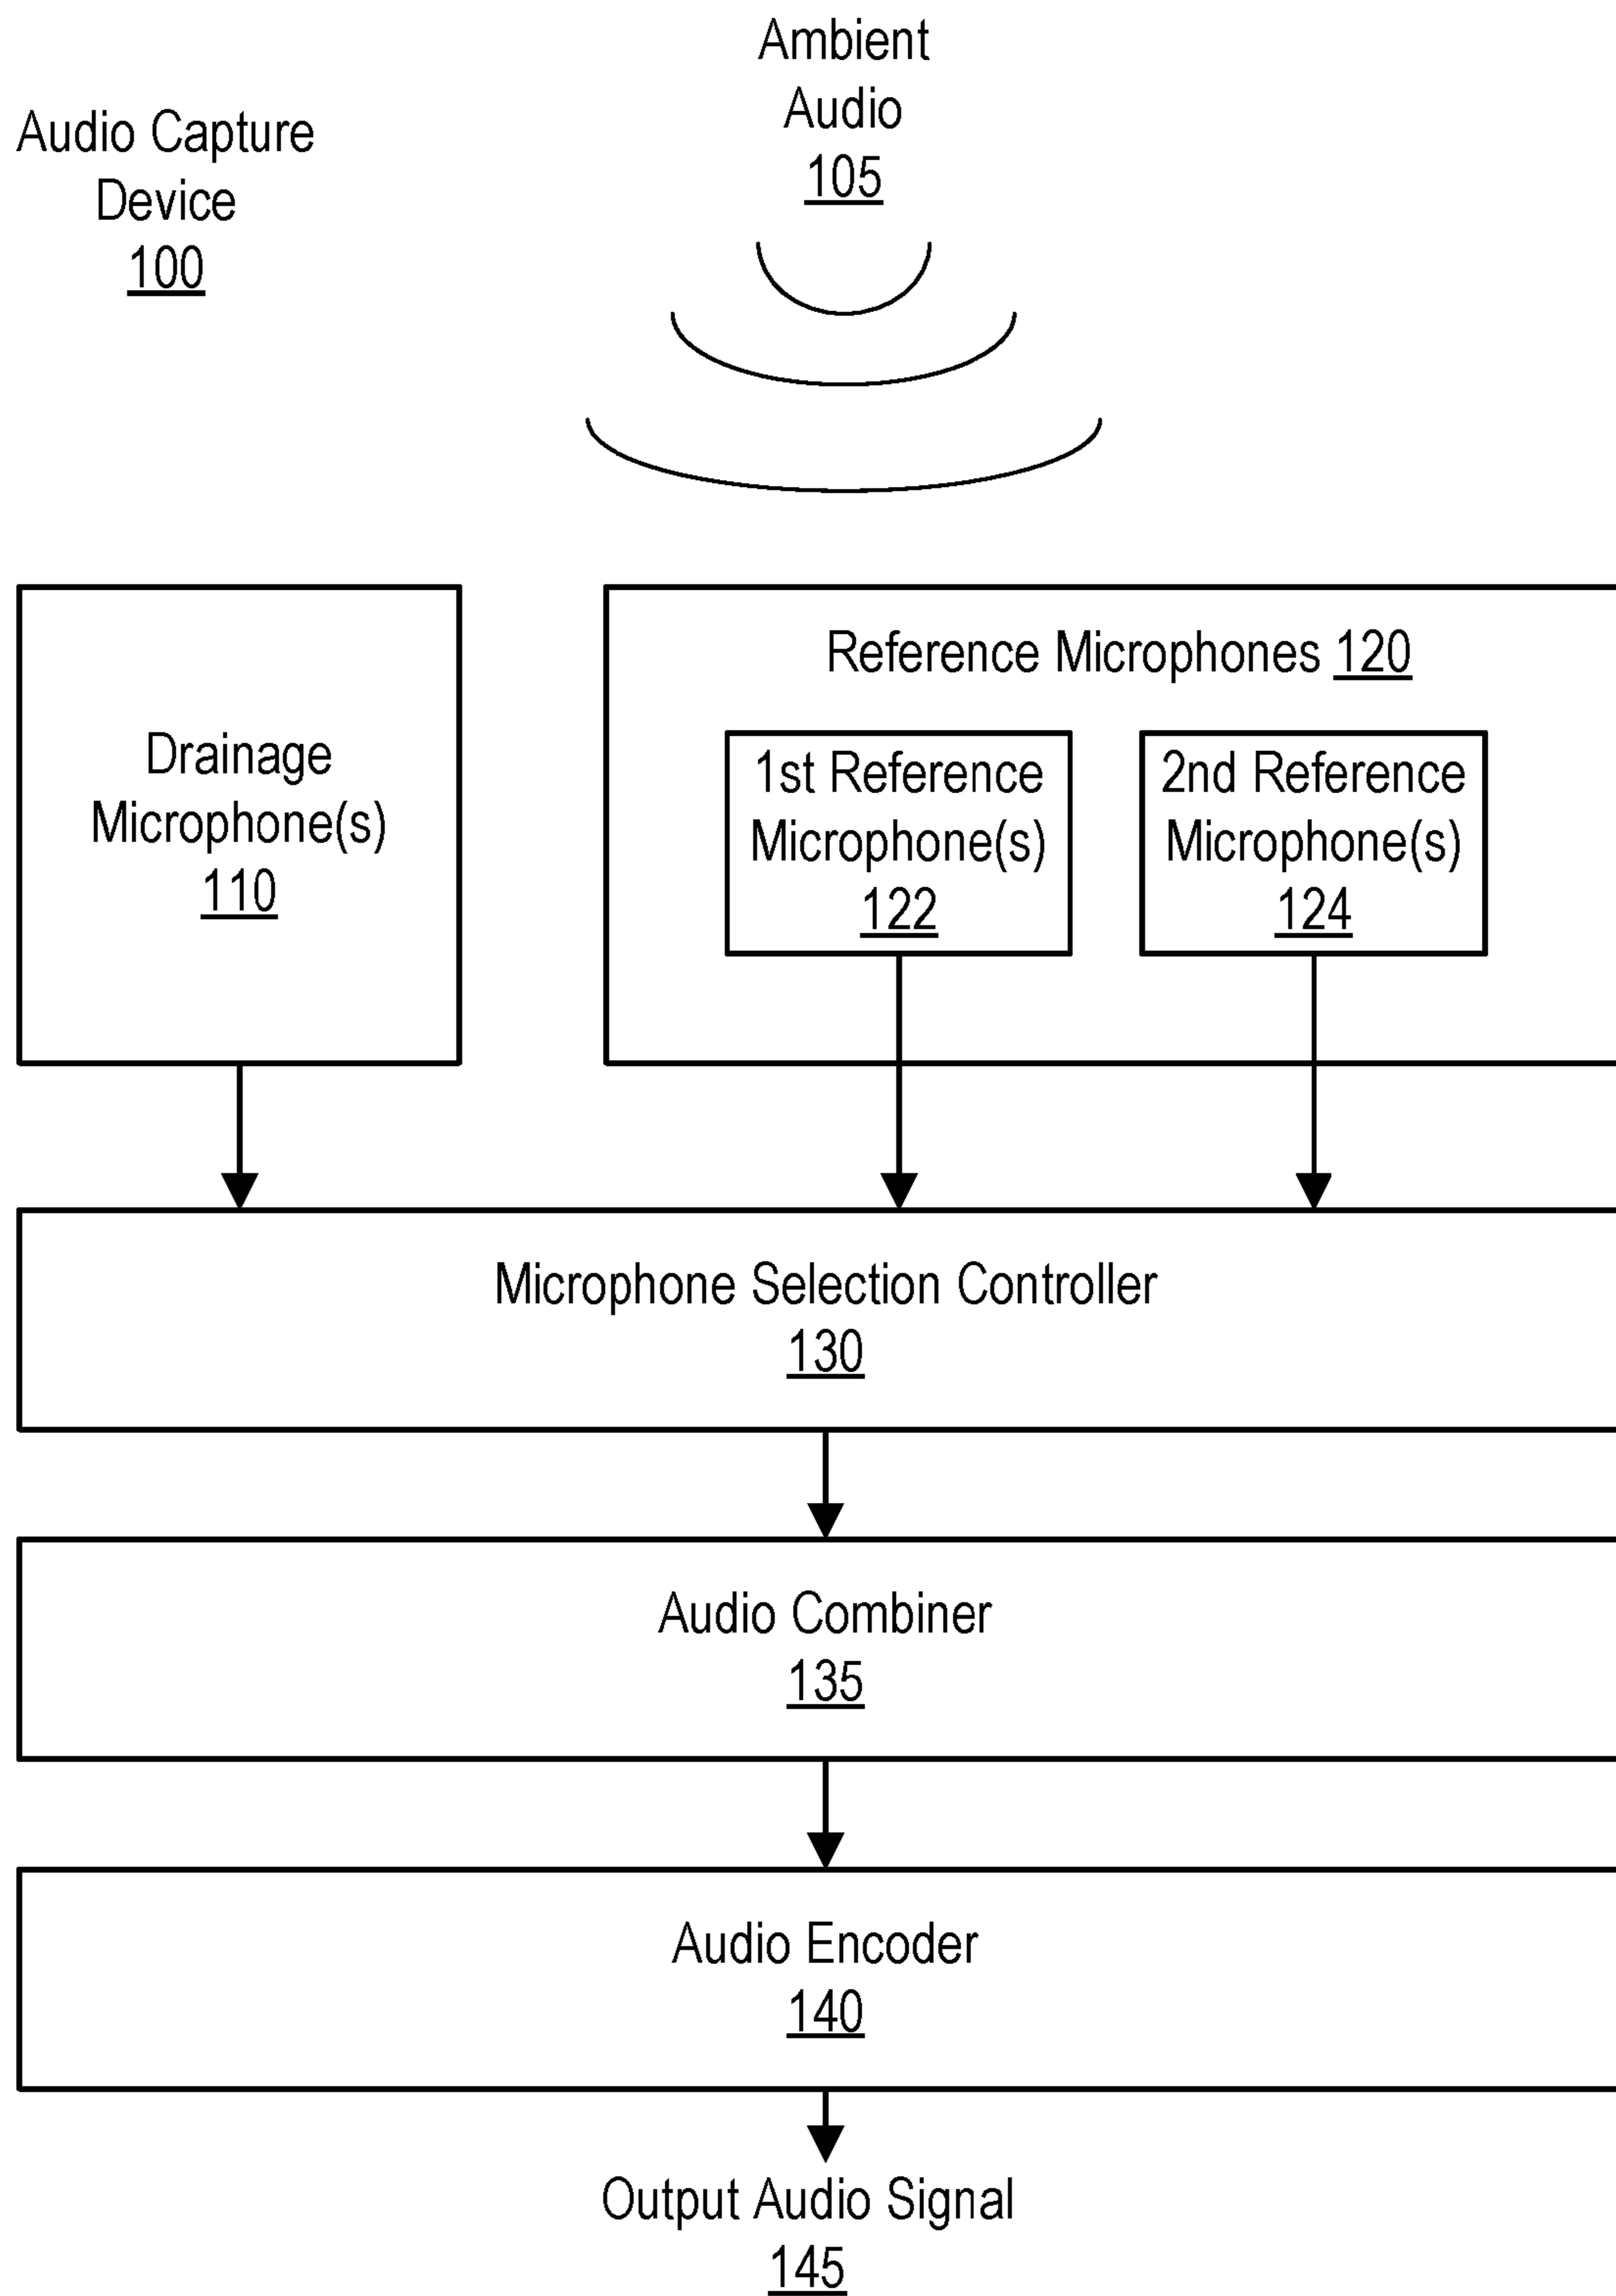 Ambient
Audio
105
Audio Capture
Device
100
Drainage
Microphone(s)
110
Reference Microphones 120
1st Reference
Microphone(s)
122
2nd Reference
Microphone(s)
124
Microphone Selection Controller
130
Audio Combiner
135
Audio Encoder
140
Output Audio Signal
145